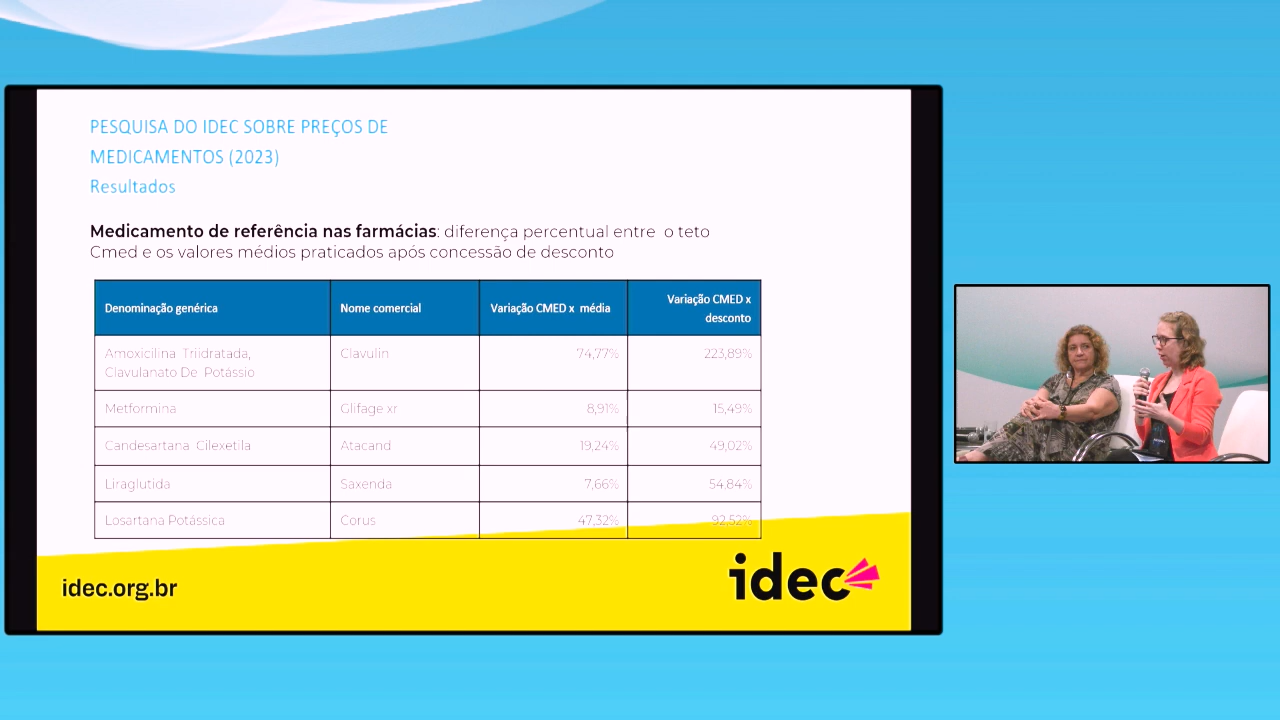 PESQUISA DO IDEC SOBRE PREÇOS DE
MEDICAMENTOS (2023)
Resultados
Medicamento de referência nas farmácias: diferença percentual entre o teto
Cmed e os valores médios praticados após concessão de desconto
Denominação genérica Nome comercial Variação CMED x média Variação CMED x
desconto
Amoxicilina Triidratada, Clavulin 74,77% 223,89%
Clavulanato De Potássio
Metformina Glifage xr 8,91% 15,49%
Candesartana Cilexetila Atacand 19,24% 49,02%
Liraglutida Saxenda 7,66% 54,84%
Losartana Potássica Corus 47,32% 92,52%
idec.org.br
idec